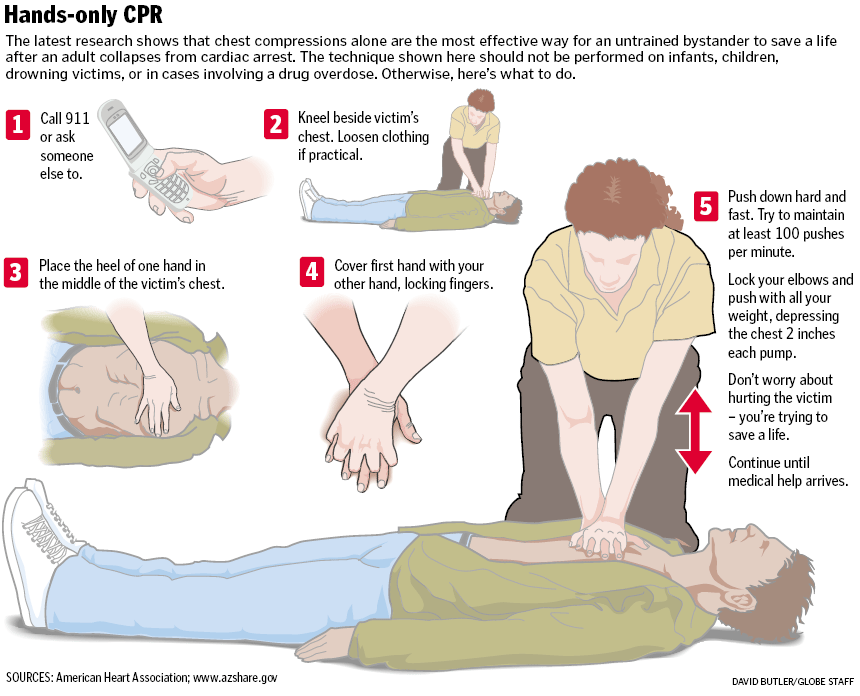 Hands-only CPR
The latest research shows that chest compressions alone are the most effective way for an untrained bystander to save a life
after an adult collapses from cardiac arrest. The technique shown here should not be performed on infants, children,
drowning victims, or in cases involving a drug overdose. Otherwise, here's what to do.
1
Call 911
or ask
someone
else to.
2
Kneel beside victim's
chest. Loosen clothing
if practical.
3
Place the heel of one hand in
the middle of the victim's chest.
4
Cover first hand with your
other hand, locking fingers.
5
Push down hard and
fast. Try to maintain
at least 100 pushes
per minute.
Lock your elbows and
push with all your
weight, depressing
the chest 2 inches
each pump.
Don't worry about
hurting the victim
– you're trying to
save a life.
Continue until
medical help arrives.
SOURCES: American Heart Association; www.azshare.gov
DAVID BUTLER/GLOBE STAFF